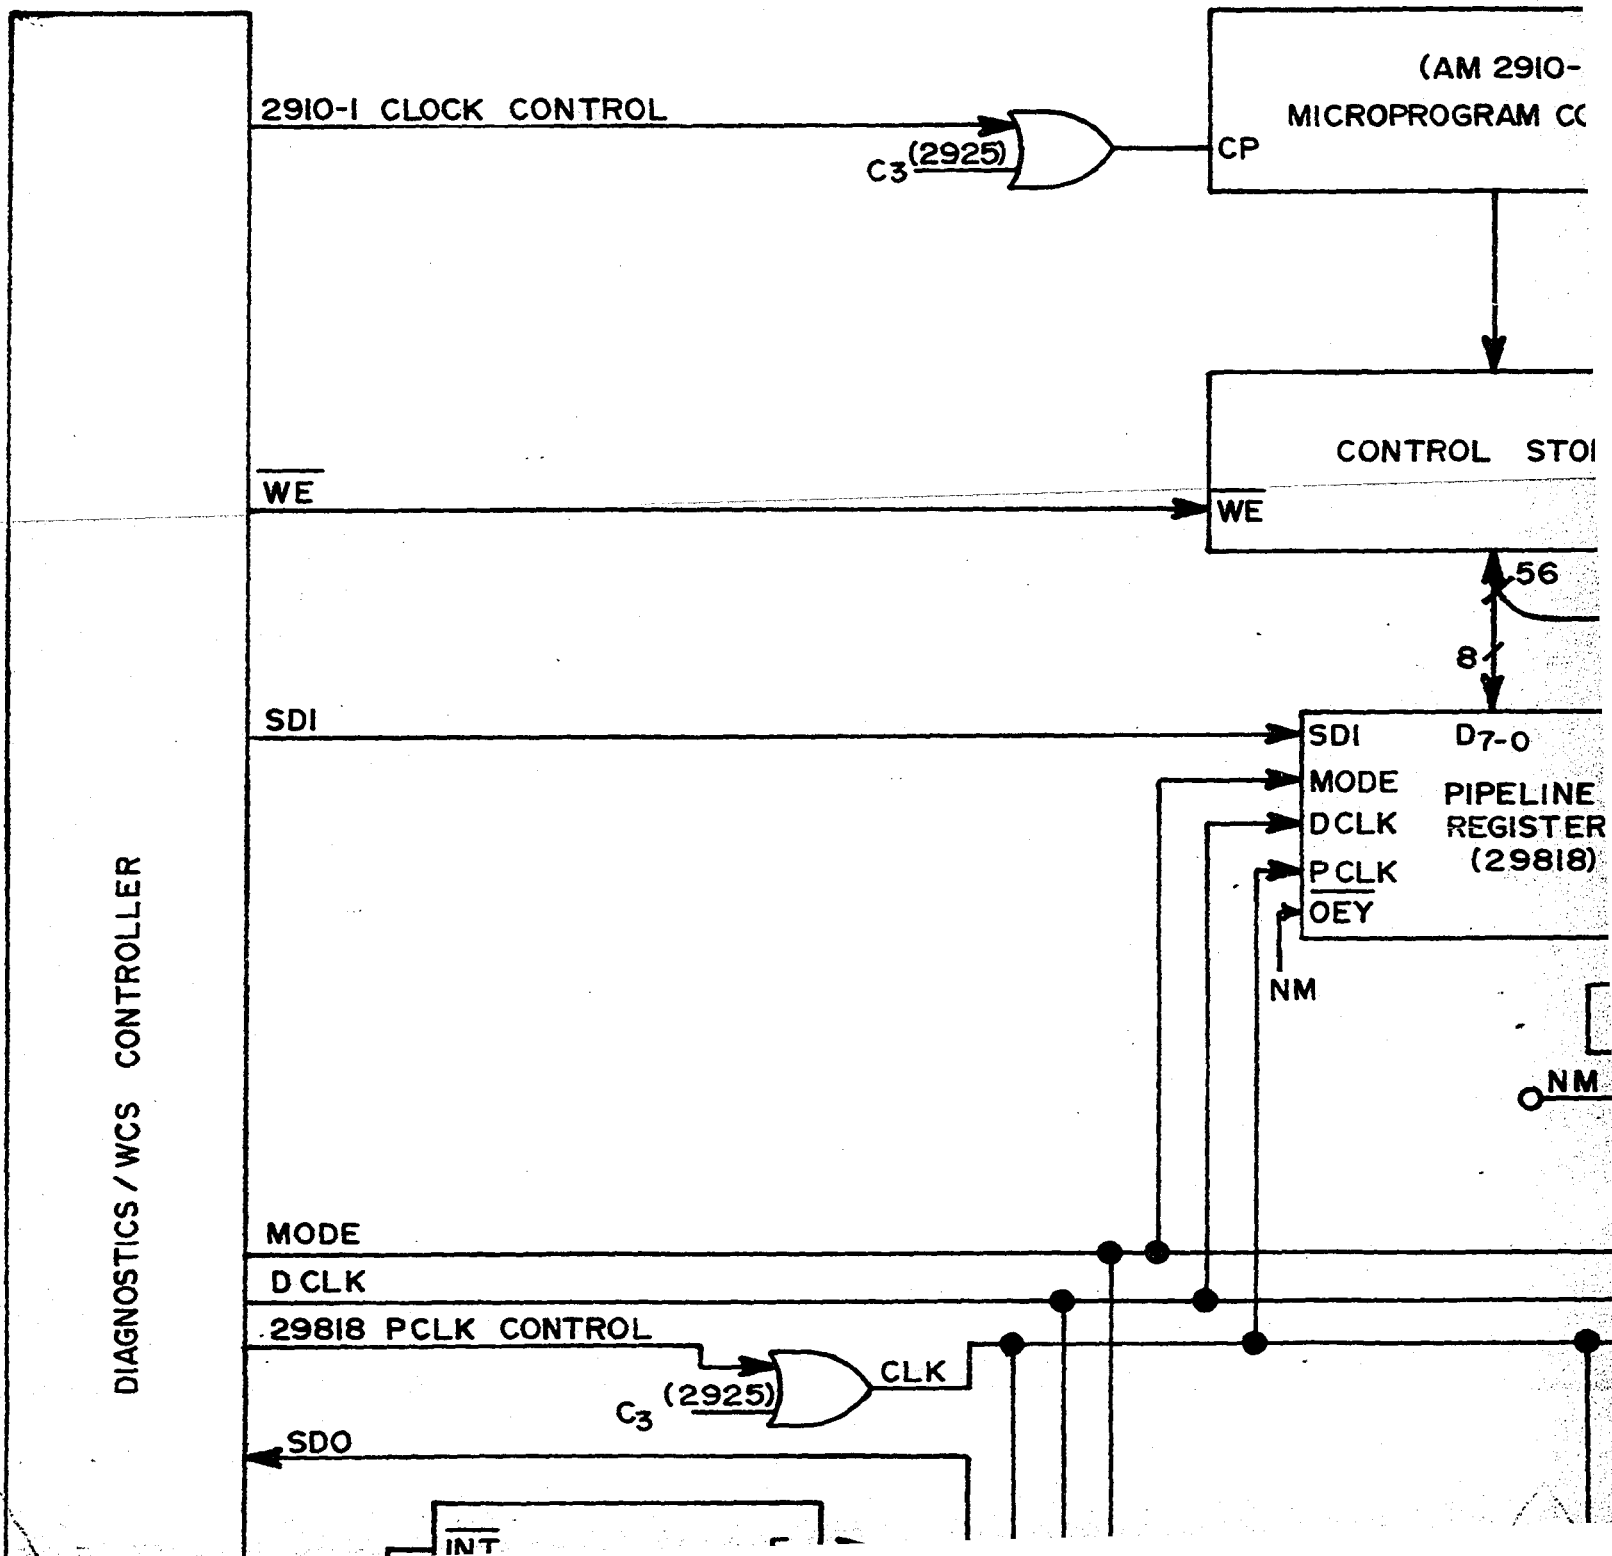 (AM 2910-
2910-1 CLOCK CONTROL
MICROPROGRAM
C3 (2925)
CP
CONTROL
WE
WE
56
8
SDI
SDI
D7-0
MODE
PIPELINE
DCLK
REGISTER
PCLK
(29818)
OEY
NM
DIAGNOSTICS/WCS CONTROLLER
NM
MODE
DCLK
29818 PCLK CONTROL
CLK
C3 (2925)
SDO
INT